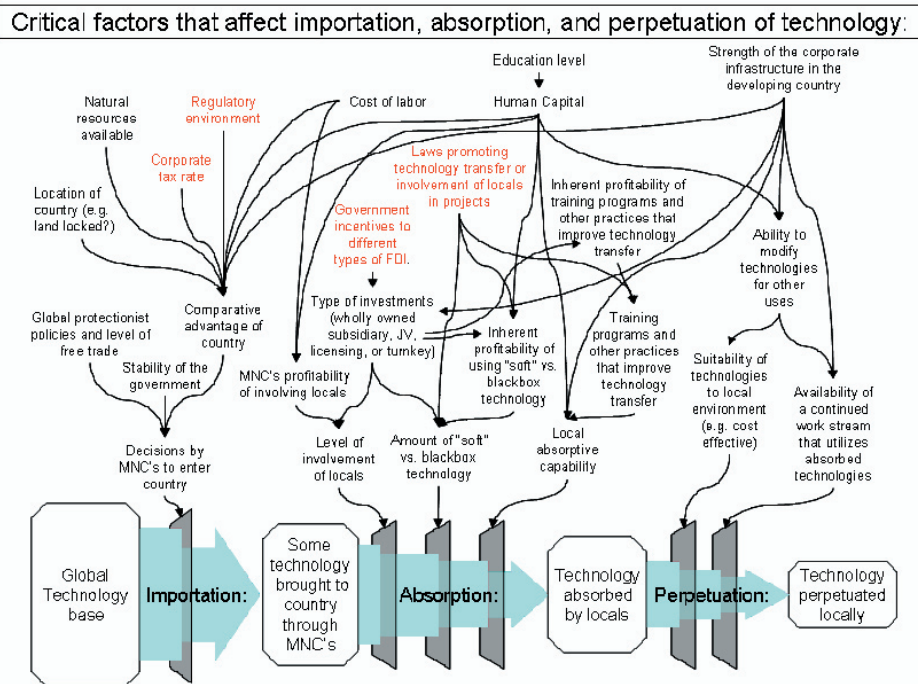 Critical factors that affect importation, absorption, and perpetuation of technology:
Education level
Strength of the corporate
infrastructure in the
developing country
Natural
resources
available
Regulatory
environment
Cost of labor
Human Capital
Corporate
tax rate
Laws promoting
technology transfer or
involvement of locals
in projects
Location of
country (e.g.
land locked?)
Inherent profitability of
training programs and
other practices that
improve technology
transfer
Government
incentives to
different
types of FDI.
Ability to
modify
technologies
for other
uses
Global protectionist
policies and level of
free trade
Comparative
advantage of
country
Type of investments
(wholly owned
subsidiary, JV,
licensing, or turnkey)
Inherent
profitability of
using "soft" vs.
blackbox
technology
Training
programs and
other practices
that improve
technology
transfer
Stability of the
government
MNC's profitability
of involving locals
Suitability of
technologies
to local
environment
(e.g. cost
effective)
Availability of
a continued
work stream
that utilizes
absorbed
technologies
Decisions by
MNC's to enter
country
Level of
involvement
of locals
Amount of "soft"
vs. blackbox
technology
Local
absorptive
capability
Global
Technology
base
Importation:
Some
technology
brought to
country
through
MNC's
Absorption:
Technology
absorbed
by locals
Perpetuation:
Technology
perpetuated
locally